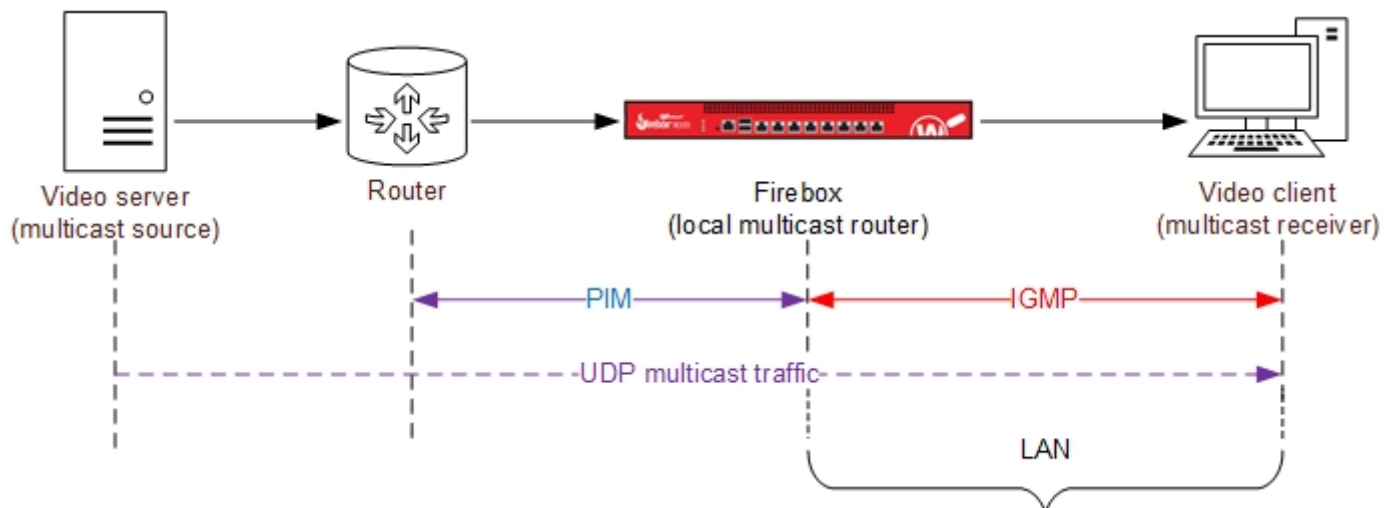 Video server
(multicast source)
Router
Firebox
(local multicast router)
Video client
(multicast receiver)
PIM
IGMP
UDP multicast traffic
LAN